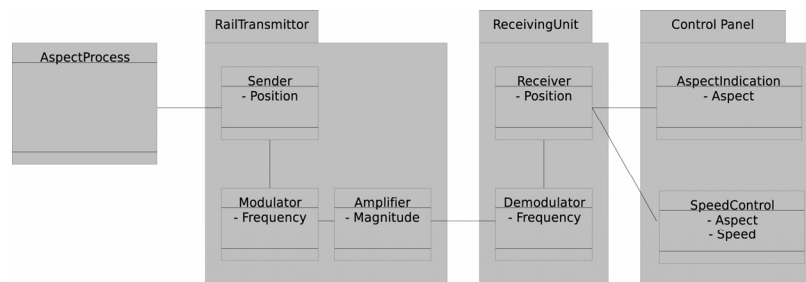 RailTransmittor
ReceivingUnit
Control Panel
AspectProcess
Sender
- Position
Receiver
- Position
AspectIndication
- Aspect
Modulator
- Frequency
Amplifier
- Magnitude
Demodulator
- Frequency
SpeedControl
- Aspect
- Speed